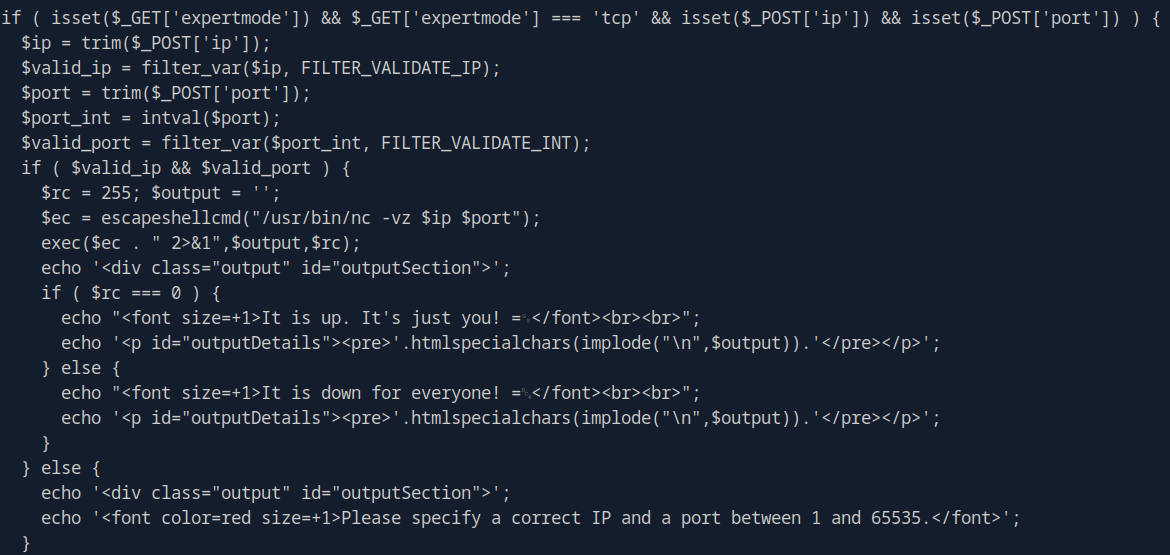 if ( isset($_GET['expertmode']) && $_GET['expertmode'] === 'tcp' && isset($_POST['ip']) && isset($_POST['port']) ) {
  $ip = trim($_POST['ip']);
  $valid_ip = filter_var($ip, FILTER_VALIDATE_IP);
  $port = trim($_POST['port']);
  $port_int = intval($port);
  $valid_port = filter_var($port_int, FILTER_VALIDATE_INT);
  if ( $valid_ip && $valid_port ) {
    $rc = 255; $output = '';
    $ec = escapeshellcmd("/usr/bin/nc -vz $ip $port");
    exec($ec . " 2>&1",$output,$rc);
    echo '<div class="output" id="outputSection">';
    if ( $rc === 0 ) {
      echo "<font size=+1>It is up. It's just you! =</font><br><br>";
      echo '<p id="outputDetails"><pre>'.htmlspecialchars(implode("\n",$output)).'</pre></p>';
    } else {
      echo "<font size=+1>It is down for everyone! =</font><br><br>";
      echo '<p id="outputDetails"><pre>'.htmlspecialchars(implode("\n",$output)).'</pre></p>';
    }
  } else {
    echo '<div class="output" id="outputSection">';
    echo '<font color=red size=+1>Please specify a correct IP and a port between 1 and 65535.</font>';
  }